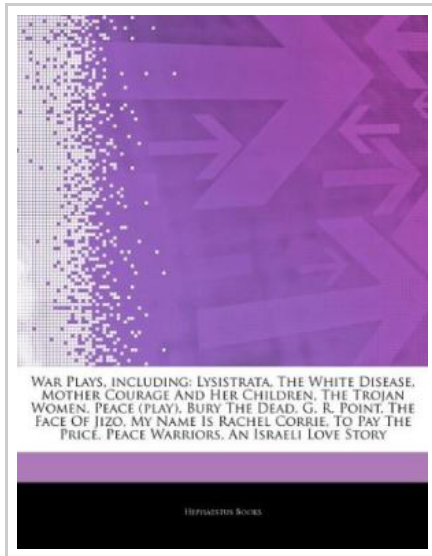 WAR PLAYS, INCLUDING: LYSISTRATA, THE WHITE DISEASE,
MOTHER COURAGE AND HER CHILDREN, THE TROJAN
WOMEN, PEACE (PLAY), BURY THE DEAD, G. R. POINT, THE
FACE OF JIZO, MY NAME IS RACHEL CORRIE, TO PAY THE
PRICE, PEACE WARRIORS, AN ISRAELI LOVE STORY
HEPHAESTUS BOOKS